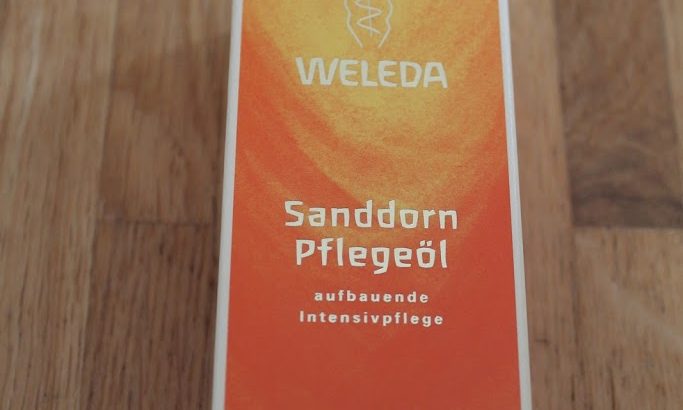 WELEDA
Sanddorn
Pflegeöl
aufbauende
Intensivpflege